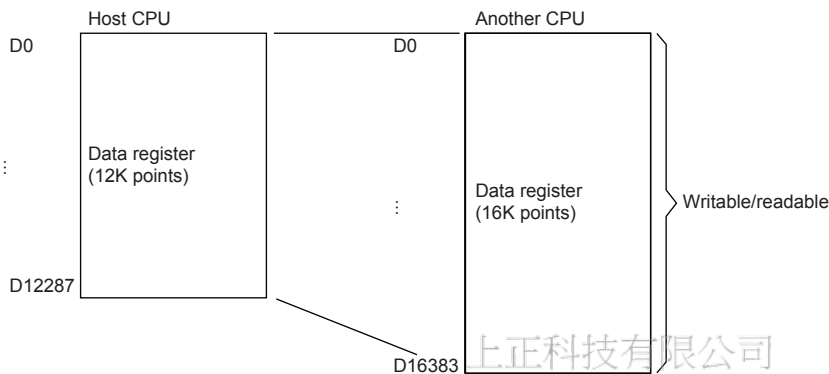 Host CPU
Another CPU
D0
D0
Data register
(12K points)
⋮
Data register
(16K points)
⋮
Writable/readable
D12287
D16383
上正科技有限公司